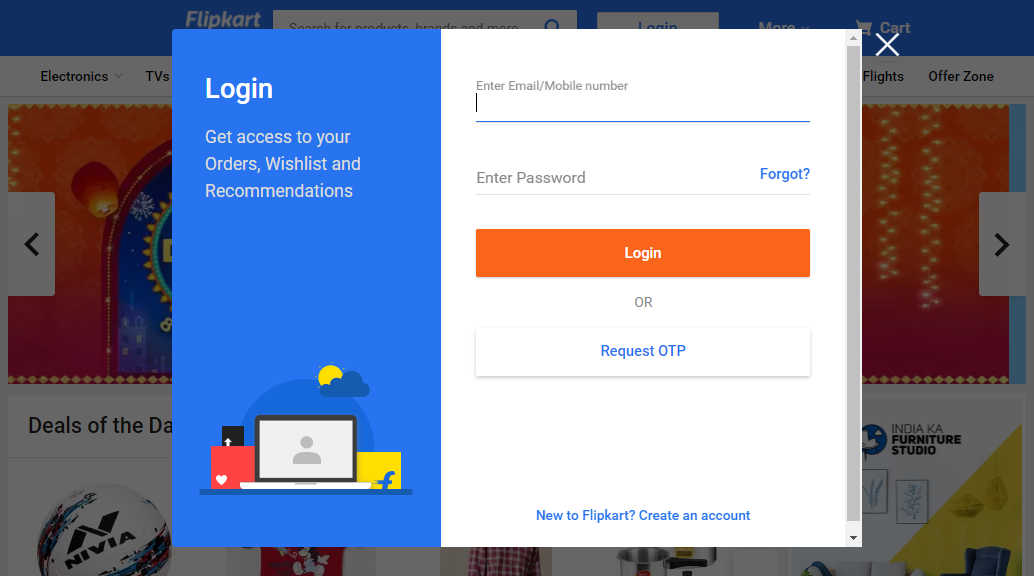 Flipkart
Search for products, brands and more
Login
More
Cart
Electronics
TVs
Flights
Offer Zone
Login
Get access to your
Orders, Wishlist and
Recommendations
Enter Email/Mobile number
Enter Password
Forgot?
Login
OR
Request OTP
New to Flipkart? Create an account
Deals of the Da
INDIA KA
FURNITURE
STUDIO
NIVIA